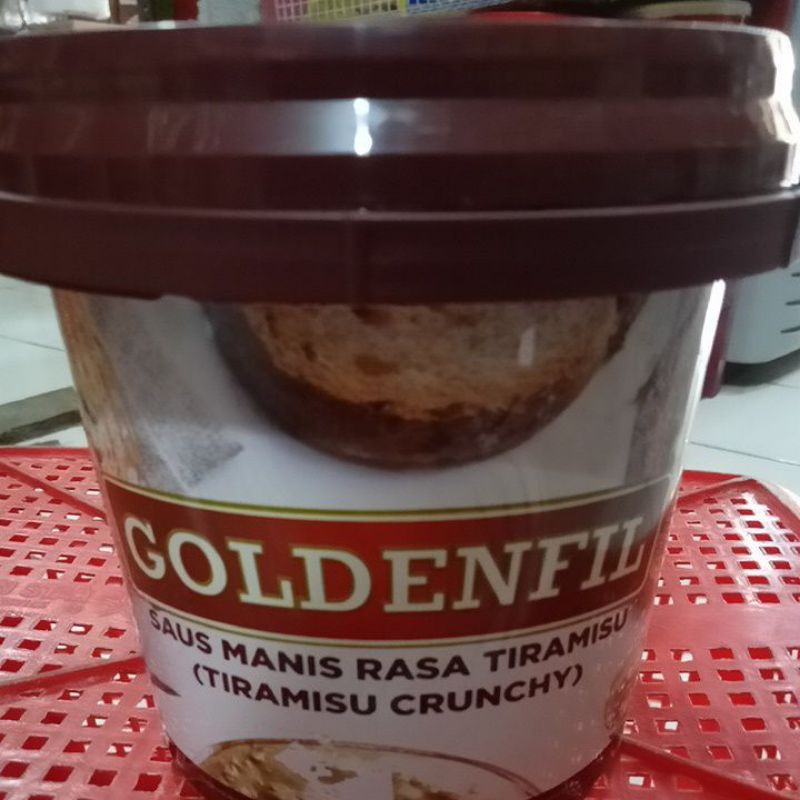 GOLDENFIL
SAUS MANIS RASA TIRAMISU
(TIRAMISU CRUNCHY)